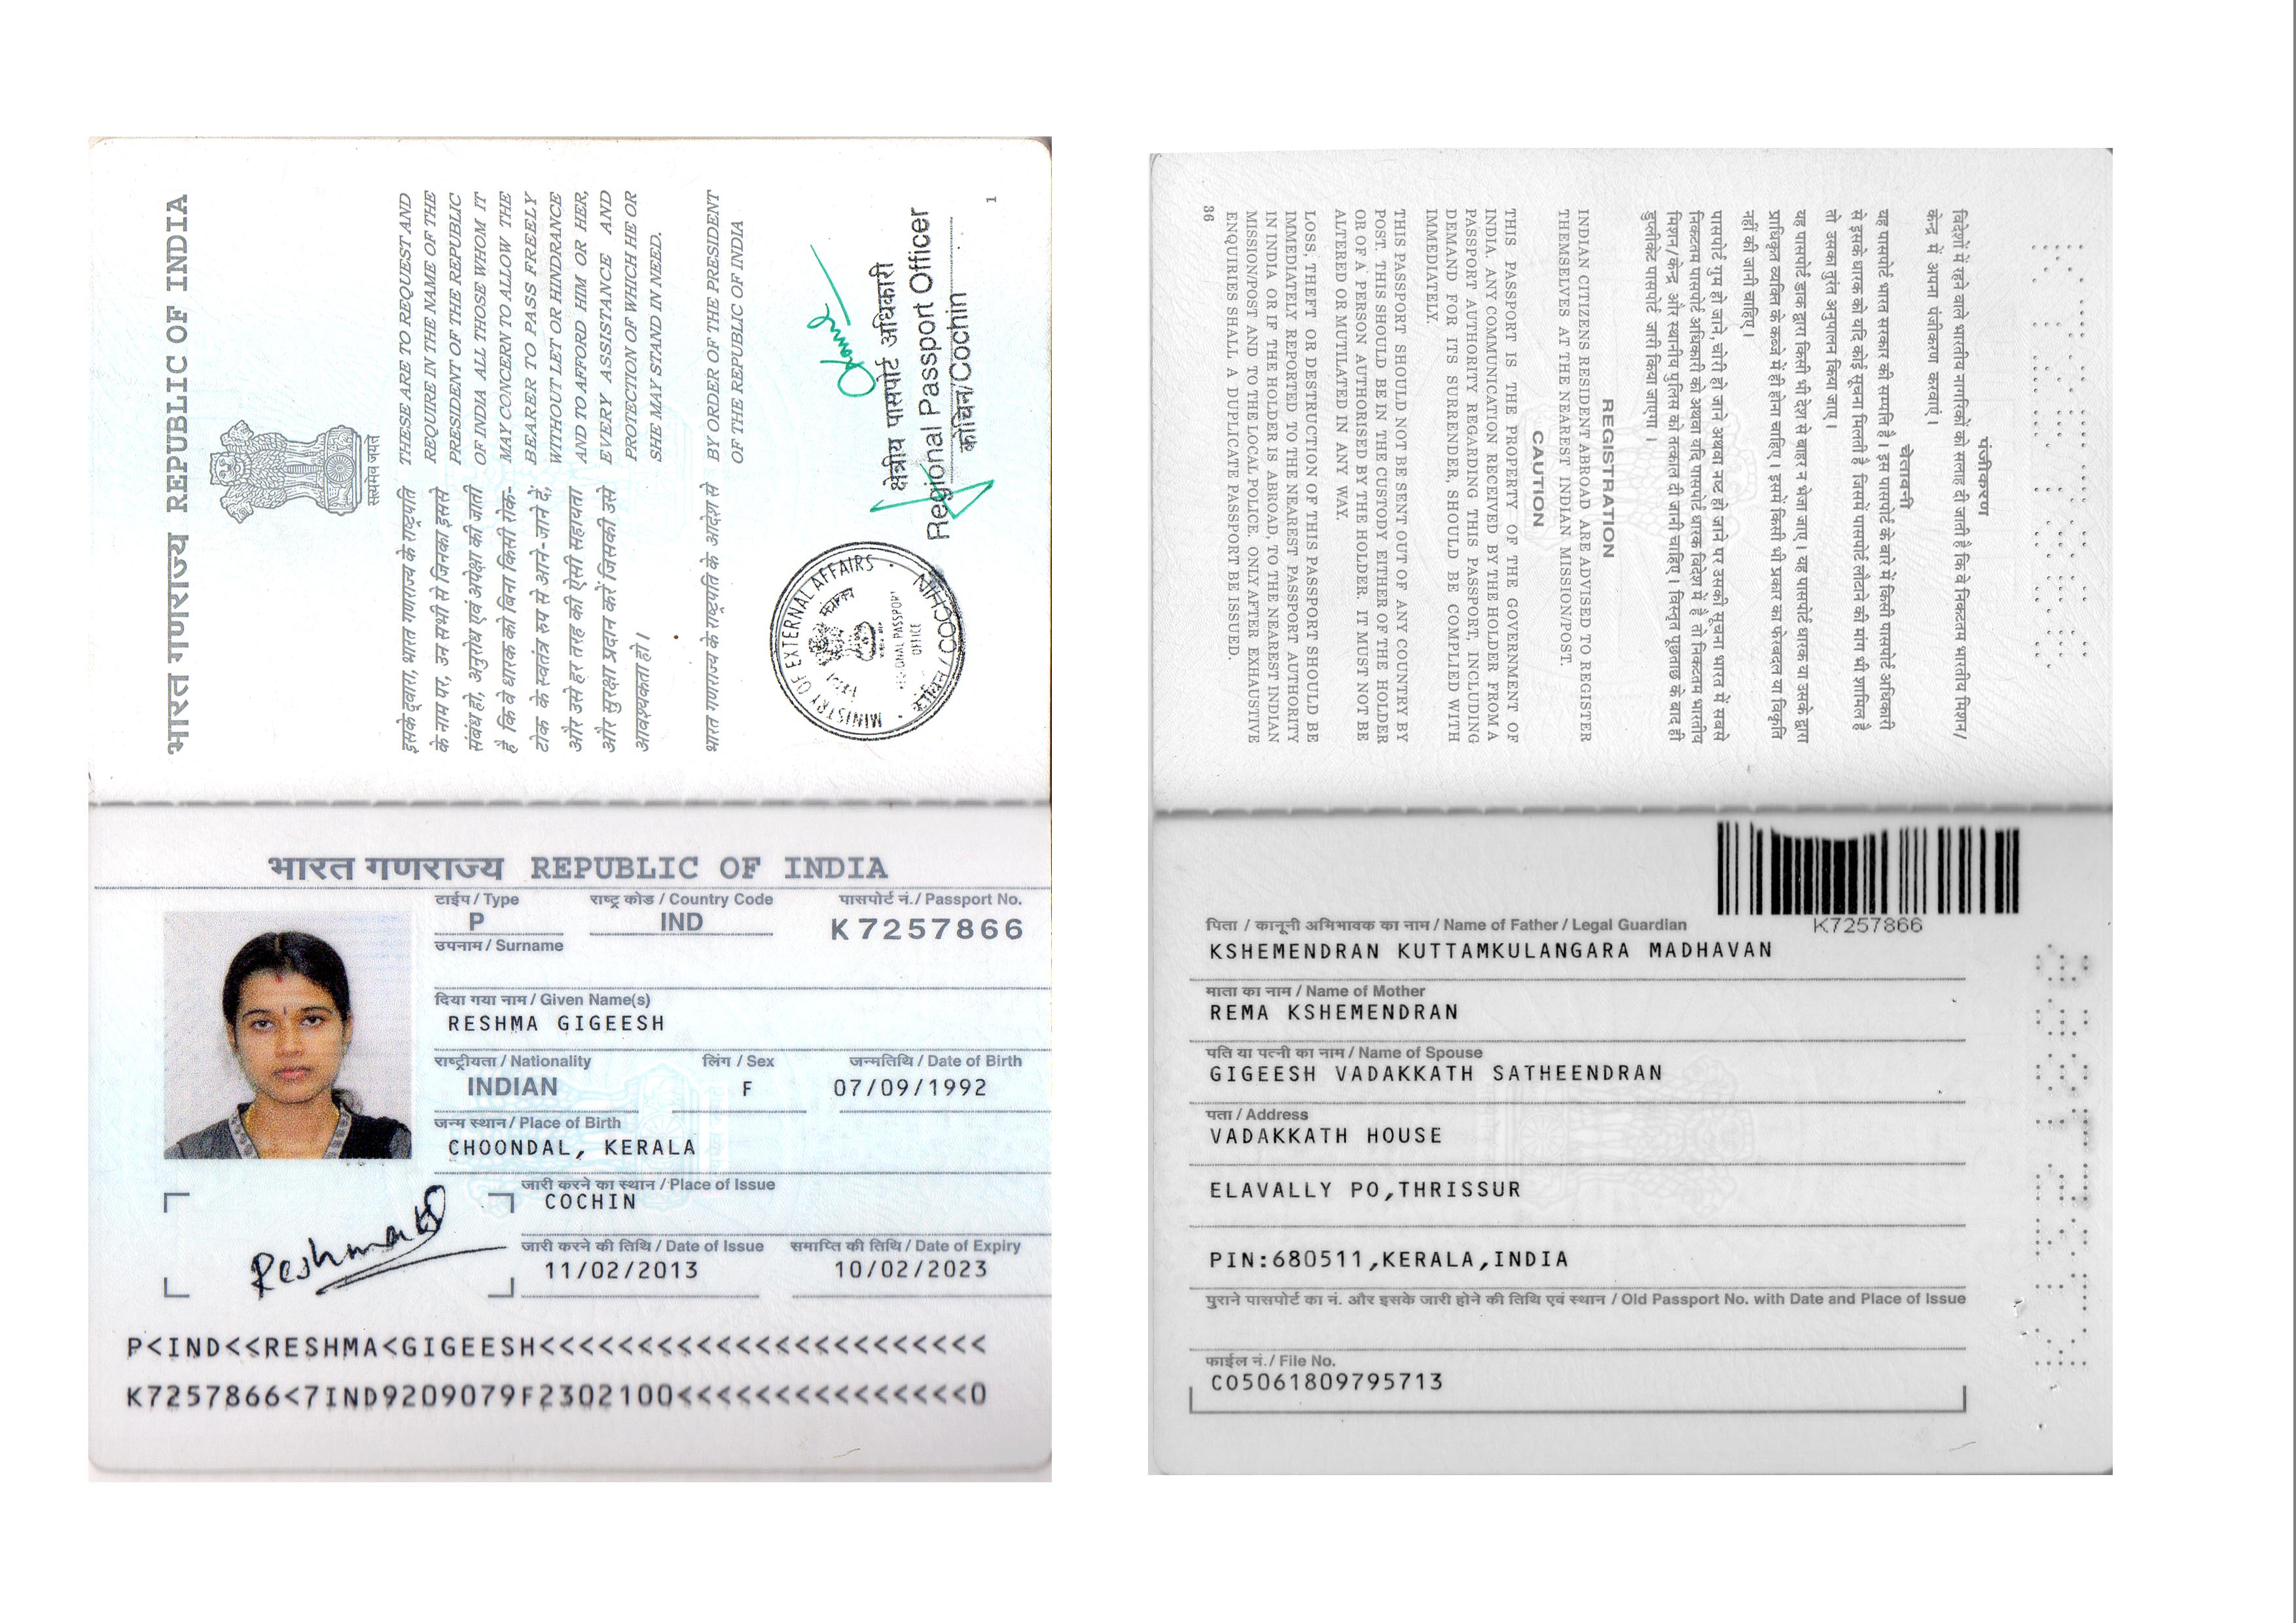 भारत गणराज्य REPUBLIC OF INDIA
सत्यमेव जयते
इसके द्वारा, भारत गणराज्य के राष्ट्रपति
के नाम पर, उन सभी से जिनका इससे
संबंध हो, अनुरोध एवं अपेक्षा की जाती
है कि वे धारक को बिना किसी रोक-
टोक के स्वतंत्र रूप से आने-जाने दें,
और उसे हर तरह की ऐसी सहायता
और सुरक्षा प्रदान करें जिसकी उसे
आवश्यकता हो।
THESE ARE TO REQUEST AND
REQUIRE IN THE NAME OF THE
PRESIDENT OF THE REPUBLIC
OF INDIA ALL THOSE WHOM IT
MAY CONCERN TO ALLOW THE
BEARER TO PASS FREELY
WITHOUT LET OR HINDRANCE
AND TO AFFORD HIM OR HER,
EVERY ASSISTANCE AND
PROTECTION OF WHICH HE OR
SHE MAY STAND IN NEED.
भारत गणराज्य के राष्ट्रपति के आदेश से
BY ORDER OF THE PRESIDENT
OF THE REPUBLIC OF INDIA
MINISTRY OF EXTERNAL AFFAIRS
REGIONAL PASSPORT
OFFICE
कोचिन / COCHIN
क्षेत्रीय पासपोर्ट अधिकारी
Regional Passport Officer
कोचिन/Cochin
1
भारत गणराज्य REPUBLIC OF INDIA
टाईप / Type राष्ट्र कोड / Country Code पासपोर्ट नं. / Passport No.
P IND K7257866
उपनाम / Surname
दिया गया नाम / Given Name(s)
RESHMA GIGEESH
राष्ट्रीयता / Nationality लिंग / Sex जन्मतिथि / Date of Birth
INDIAN F 07/09/1992
जन्म स्थान / Place of Birth
CHOONDAL, KERALA
जारी करने का स्थान / Place of Issue
COCHIN
Reshma
जारी करने की तिथि / Date of Issue समाप्ति की तिथि / Date of Expiry
11/02/2013 10/02/2023
P<IND<<RESHMA<GIGEESH<<<<<<<<<<<<<<<<<<<<<<<
K7257866<7IND9209079F2302100<<<<<<<<<<<<<<<0
पंजीकरण
विदेशों में रहने वाले भारतीय नागरिकों को सलाह दी जाती है कि वे निकटतम भारतीय मिशन/
केन्द्र में अपना पंजीकरण करवाएं।
चेतावनी
यह पासपोर्ट भारत सरकार की सम्पत्ति है। इस पासपोर्ट के बारे में किसी पासपोर्ट अधिकारी
से इसके धारक को यदि कोई सूचना मिलती है जिसमें पासपोर्ट लौटाने की मांग भी शामिल है
तो उसका तुरंत अनुपालन किया जाए।
यह पासपोर्ट डाक द्वारा किसी भी देश से बाहर न भेजा जाए। यह पासपोर्ट धारक या उसके द्वारा
प्राधिकृत व्यक्ति के कब्जे में ही होना चाहिए। इसमें किसी भी प्रकार का फेरबदल या विकृति
नहीं की जानी चाहिए।
पासपोर्ट गुम हो जाने, चोरी हो जाने अथवा नष्ट हो जाने पर उसकी सूचना भारत में सबसे
निकटतम पासपोर्ट अधिकारी को अथवा यदि पासपोर्ट धारक विदेश में है तो निकटतम भारतीय
मिशन/केन्द्र और स्थानीय पुलिस को तत्काल दी जानी चाहिए। विस्तृत पूछताछ के बाद ही
डुप्लीकेट पासपोर्ट जारी किया जाएगा।
REGISTRATION
INDIAN CITIZENS RESIDENT ABROAD ARE ADVISED TO REGISTER
THEMSELVES AT THE NEAREST INDIAN MISSION/POST.
CAUTION
THIS PASSPORT IS THE PROPERTY OF THE GOVERNMENT OF
INDIA. ANY COMMUNICATION RECEIVED BY THE HOLDER FROM A
PASSPORT AUTHORITY REGARDING THIS PASSPORT, INCLUDING
DEMAND FOR ITS SURRENDER, SHOULD BE COMPLIED WITH
IMMEDIATELY.
THIS PASSPORT SHOULD NOT BE SENT OUT OF ANY COUNTRY BY
POST. THIS SHOULD BE IN THE CUSTODY EITHER OF THE HOLDER
OR OF A PERSON AUTHORISED BY THE HOLDER. IT MUST NOT BE
ALTERED OR MUTILATED IN ANY WAY.
LOSS, THEFT OR DESTRUCTION OF THIS PASSPORT SHOULD BE
IMMEDIATELY REPORTED TO THE NEAREST PASSPORT AUTHORITY
IN INDIA OR IF THE HOLDER IS ABROAD, TO THE NEAREST INDIAN
MISSION/POST AND TO THE LOCAL POLICE. ONLY AFTER EXHAUSTIVE
ENQUIRIES SHALL A DUPLICATE PASSPORT BE ISSUED.
36
K7257866
पिता / कानूनी अभिभावक का नाम / Name of Father / Legal Guardian
KSHEMENDRAN KUTTAMKULANGARA MADHAVAN
माता का नाम / Name of Mother
REMA KSHEMENDRAN
पति या पत्नी का नाम / Name of Spouse
GIGEESH VADAKKATH SATHEENDRAN
पता / Address
VADAKKATH HOUSE
ELAVALLY PO,THRISSUR
PIN:680511,KERALA,INDIA
पुराने पासपोर्ट का नं. और इसके जारी होने की तिथि एवं स्थान / Old Passport No. with Date and Place of Issue
फाईल नं. / File No.
CO5061809795713